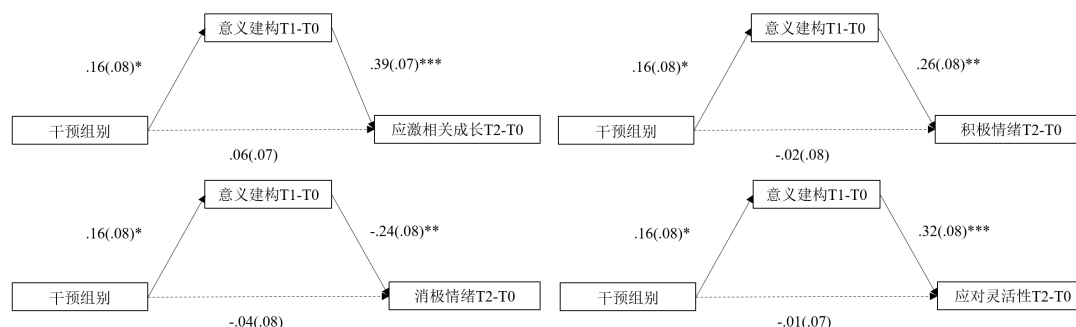 意义建构T1-T0
.16(.08)*
.39(.07)***
干预组别
应激相关成长T2-T0
.06(.07)
意义建构T1-T0
.16(.08)*
.26(.08)**
干预组别
积极情绪T2-T0
-.02(.08)
意义建构T1-T0
.16(.08)*
-.24(.08)**
干预组别
消极情绪T2-T0
-.04(.08)
意义建构T1-T0
.16(.08)*
.32(.08)***
干预组别
应对灵活性T2-T0
-.01(.07)